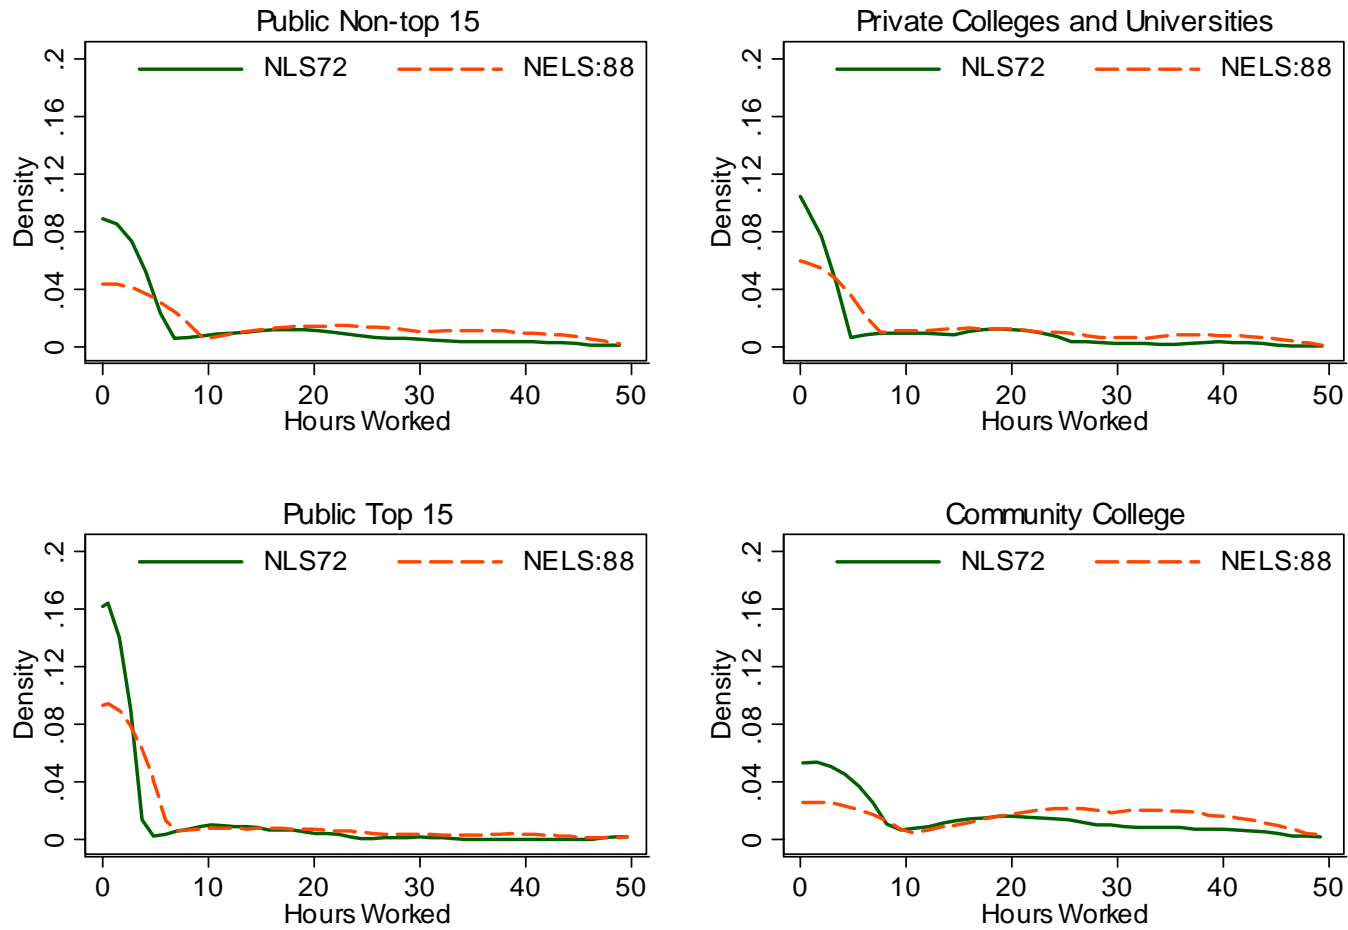 Public Non-top 15
NLS72 NELS:88
Density
0 .04 .08 .12 .16 .2
0 10 20 30 40 50
Hours Worked
Private Colleges and Universities
NLS72 NELS:88
Density
0 .04 .08 .12 .16 .2
0 10 20 30 40 50
Hours Worked
Public Top 15
NLS72 NELS:88
Density
0 .04 .08 .12 .16 .2
0 10 20 30 40 50
Hours Worked
Community College
NLS72 NELS:88
Density
0 .04 .08 .12 .16 .2
0 10 20 30 40 50
Hours Worked